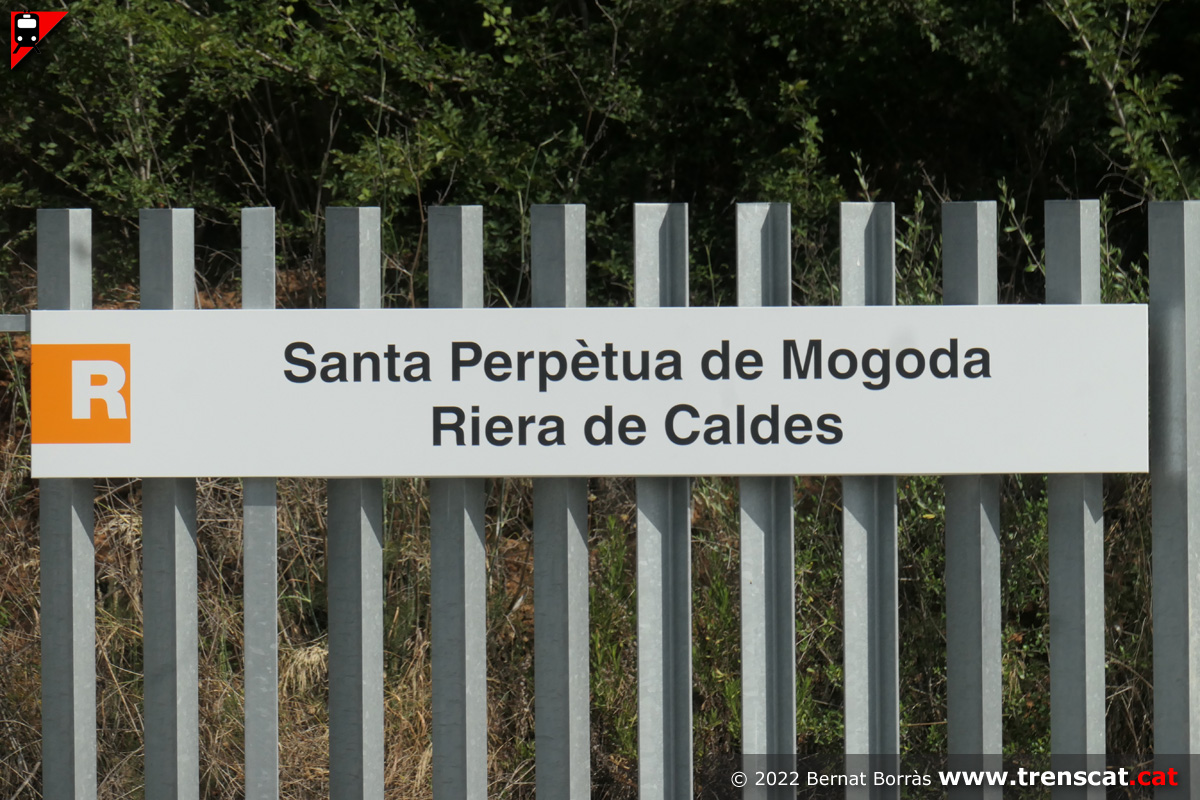 R
Santa Perpètua de Mogoda
Riera de Caldes
© 2022 Bernat Borràs www.trenscat.cat